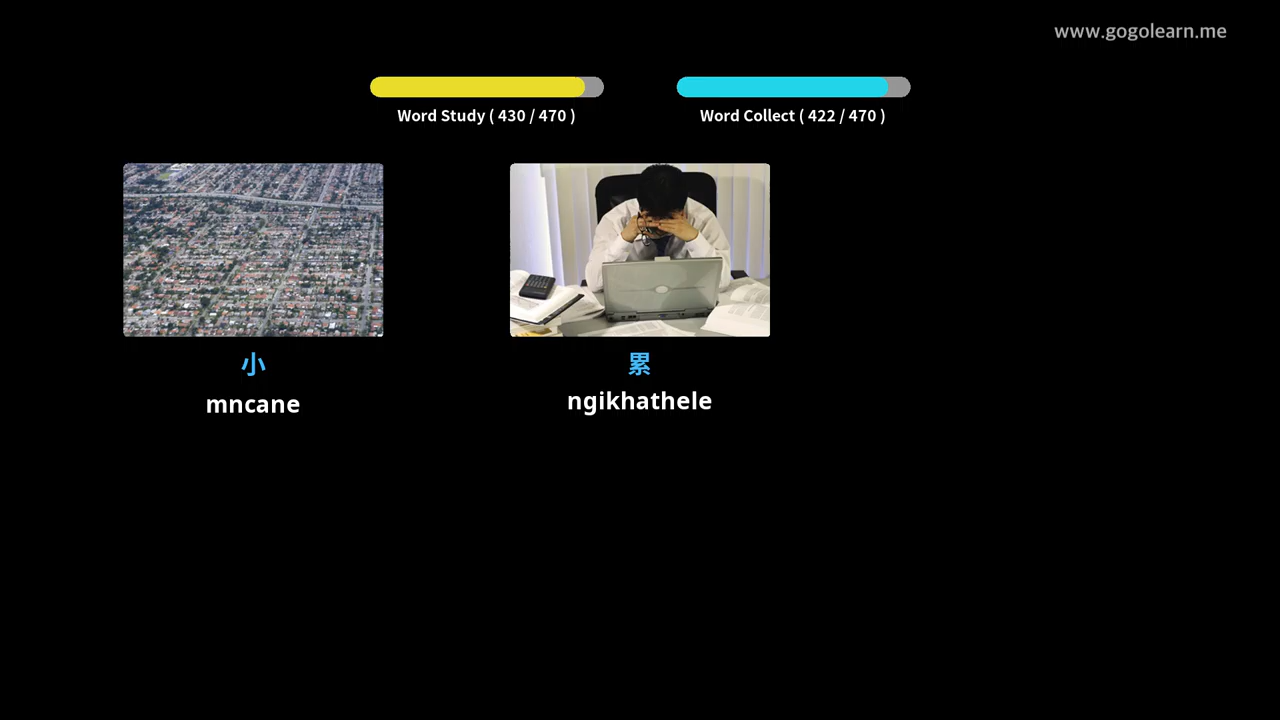 www.gogolearn.me
Word Study ( 430 / 470 )
Word Collect ( 422 / 470 )
小
mncane
累
ngikhathele